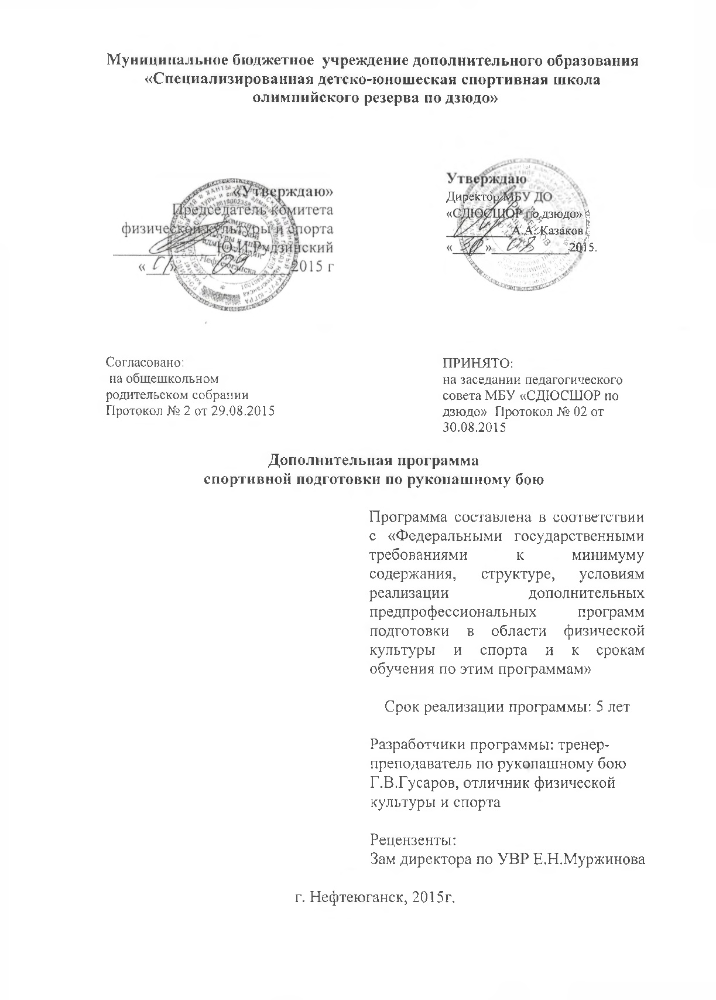 Муниципальное бюджетное учреждение дополнительного образования
«Специализированная детско-юношеская спортивная школа
олимпийского резерва по дзюдо»
«Утверждаю»
Председатель комитета
физической культуры и спорта
Ю.И.Рудзинский
«01» 09 2015 г
Утверждаю
Директор МБУ ДО
«СДЮСШОР по дзюдо»
А.А. Казаков
«30» 08 2015.
Согласовано:
на общешкольном
родительском собрании
Протокол № 2 от 29.08.2015
ПРИНЯТО:
на заседании педагогического
совета МБУ «СДЮСШОР по
дзюдо» Протокол № 02 от
30.08.2015
Дополнительная программа
спортивной подготовки по рукопашному бою
Программа составлена в соответствии
с «Федеральными государственными
требованиями к минимуму
содержания, структуре, условиям
реализации дополнительных
предпрофессиональных программ
подготовки в области физической
культуры и спорта и к срокам
обучения по этим программам»
Срок реализации программы: 5 лет
Разработчики программы: тренер-
преподаватель по рукопашному бою
Г.В.Гусаров, отличник физической
культуры и спорта
Рецензенты:
Зам директора по УВР Е.Н.Муржинова
г. Нефтеюганск, 2015г.